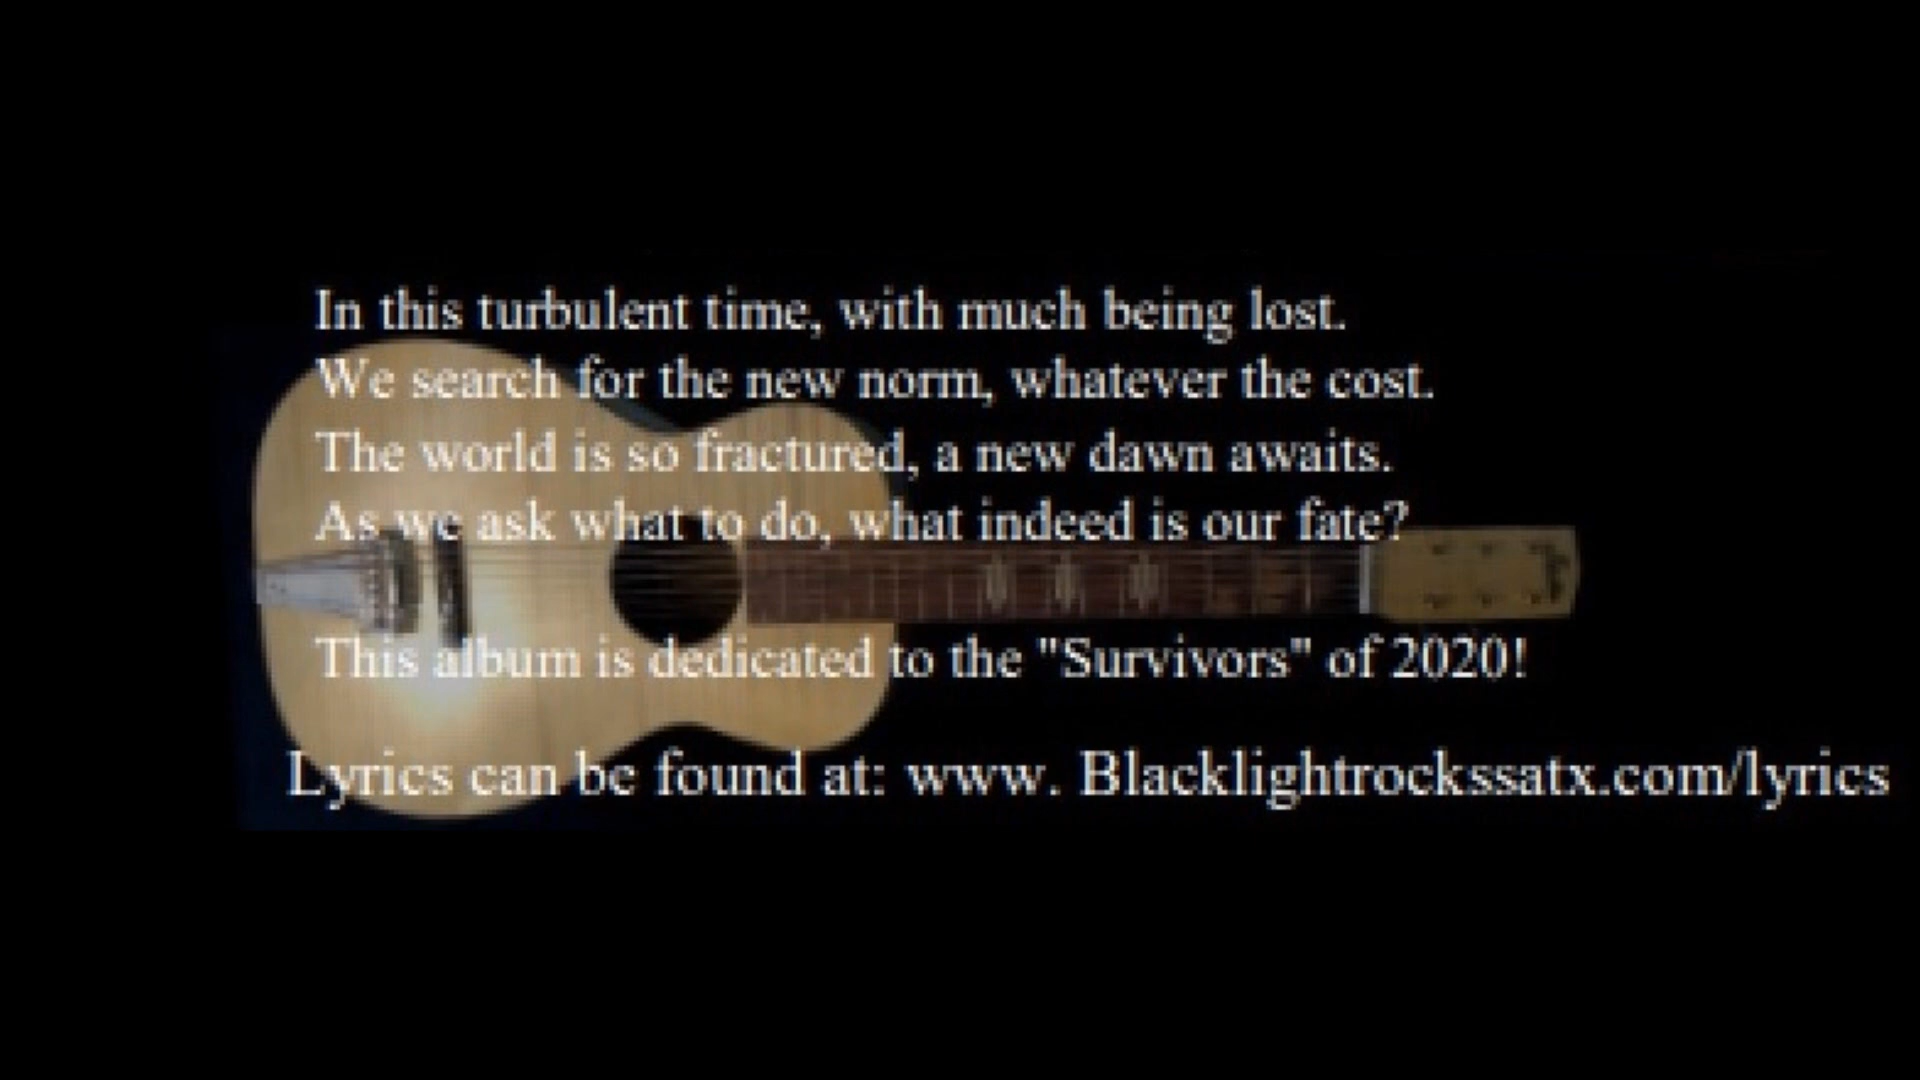 In this turbulent time, with much being lost.
We search for the new norm, whatever the cost.
The world is so fractured, a new dawn awaits.
As we ask what to do, what indeed is our fate?
This album is dedicated to the "Survivors" of 2020!
Lyrics can be found at: www. Blacklightrockssatx.com/lyrics